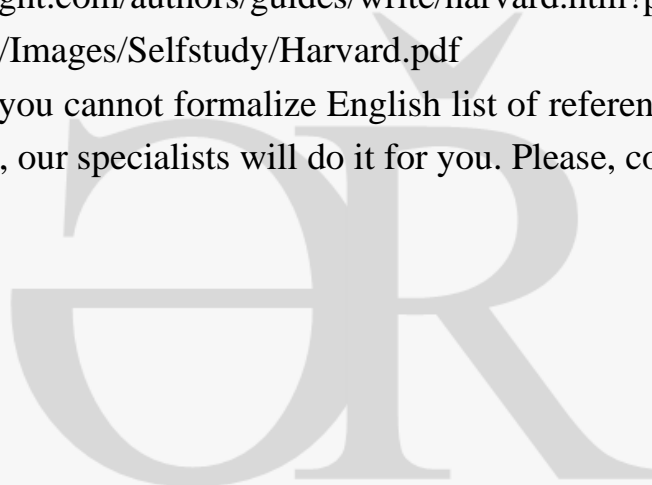 ght.com/authors/guides/write/harvard.htm?p
/Images/Selfstudy/Harvard.pdf
you cannot formalize English list of referen
, our specialists will do it for you. Please, co
ƏŘ